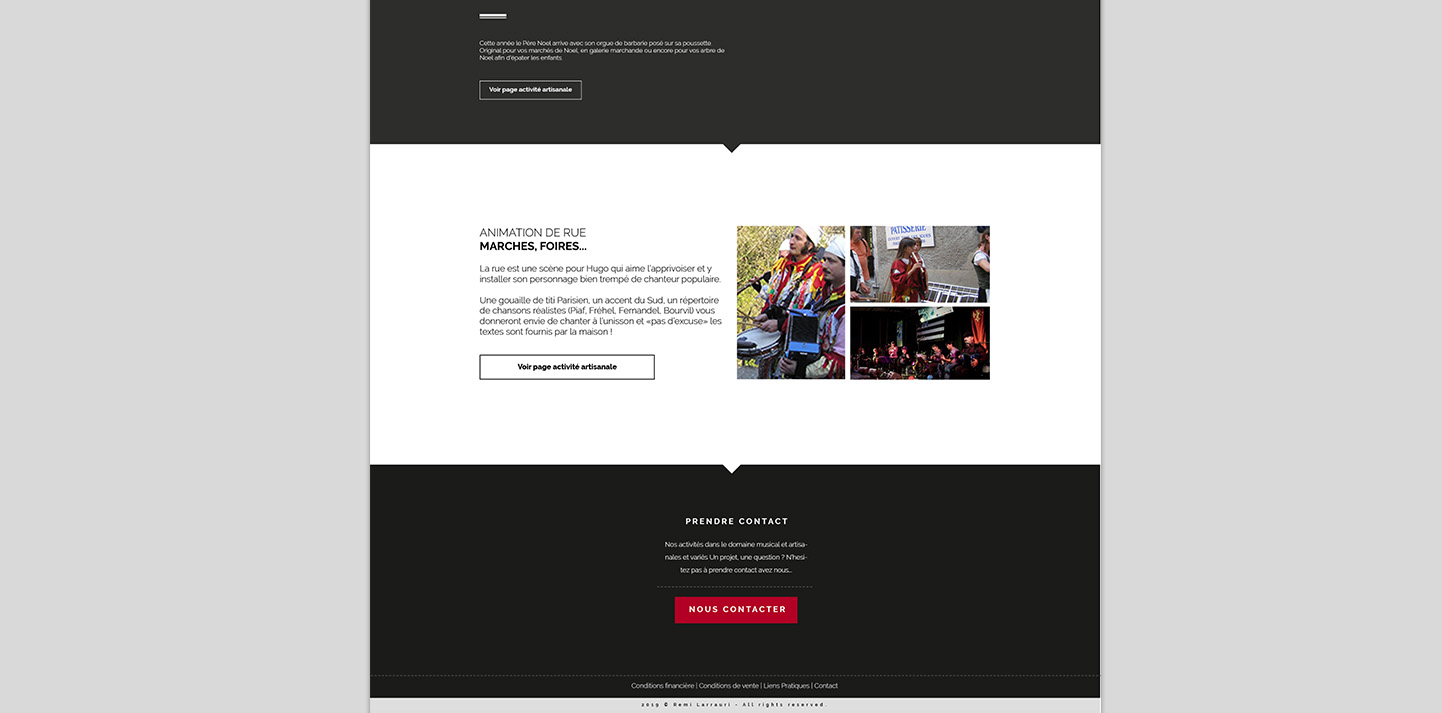 Cette année le Père Noel arrive avec son orgue de barbarie posé sur sa poussette
Original pour vos marchés de Noel, en galerie marchande ou encore pour vos arbre de
Noel afin d'épater les enfants.
Voir page activité artisanale
ANIMATION DE RUE
MARCHES, FOIRES...
La rue est une scène pour Hugo qui aime l'apprivoiser et y
installer son personnage bien trempé de chanteur populaire.
Une gouaille de titi Parisien, un accent du Sud, un répertoire
de chansons réalistes (Piaf, Fréhel, Fernandel, Bourvil) vous
donneront envie de chanter à l'unisson et «pas d'excuse» les
textes sont fournis par la maison !
Voir page activité artisanale
PATISSERIE
PRENDRE CONTACT
Nos activités dans le domaine musical et artisa-
nales et variés Un projet, une question ? N'hesi-
tez pas à prendre contact avez nous...
NOUS CONTACTER
Conditions financière | Conditions de vente | Liens Pratiques | Contact
2019 © Remi Larrauri - All rights reserved.